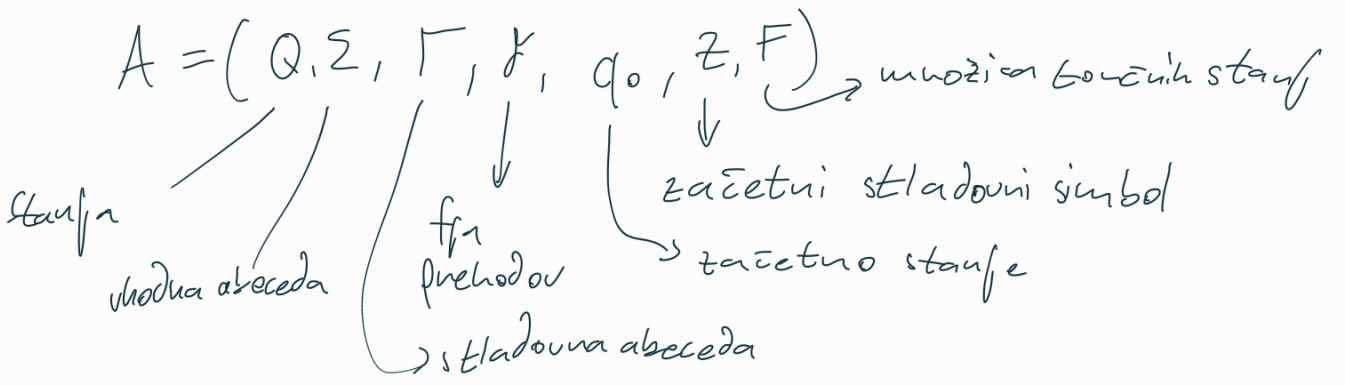 A = (Q, Σ, Γ, γ, q₀, Z, F)
množica končnih stanj
začetni skladovni simbol
stanja
fja
prehodov
začetno stanje
vhodna abeceda
skladovna abeceda